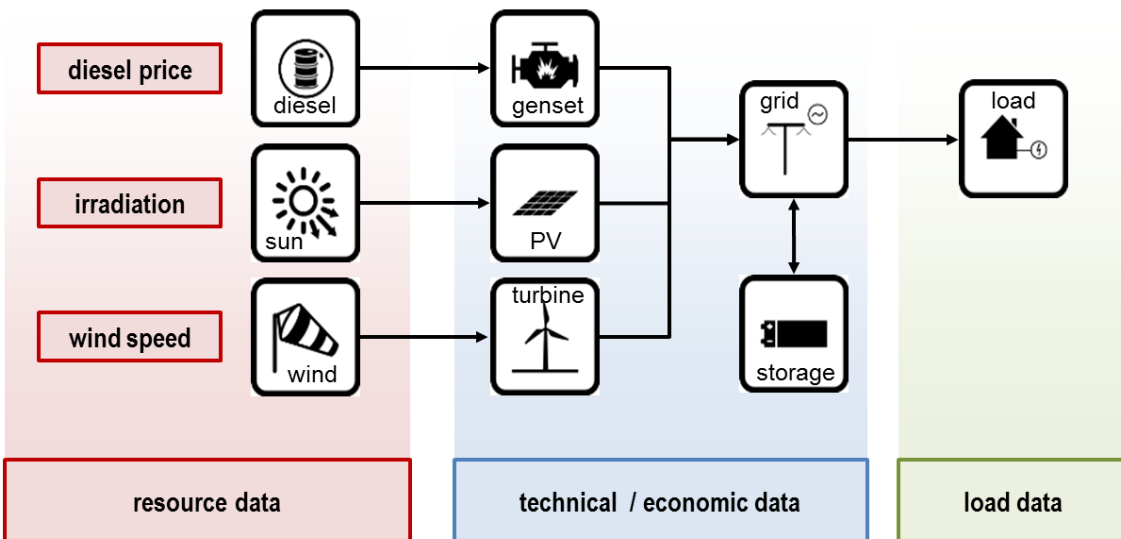 diesel price
diesel
genset
grid
load
irradiation
sun
PV
wind speed
wind
turbine
storage
resource data
technical / economic data
load data